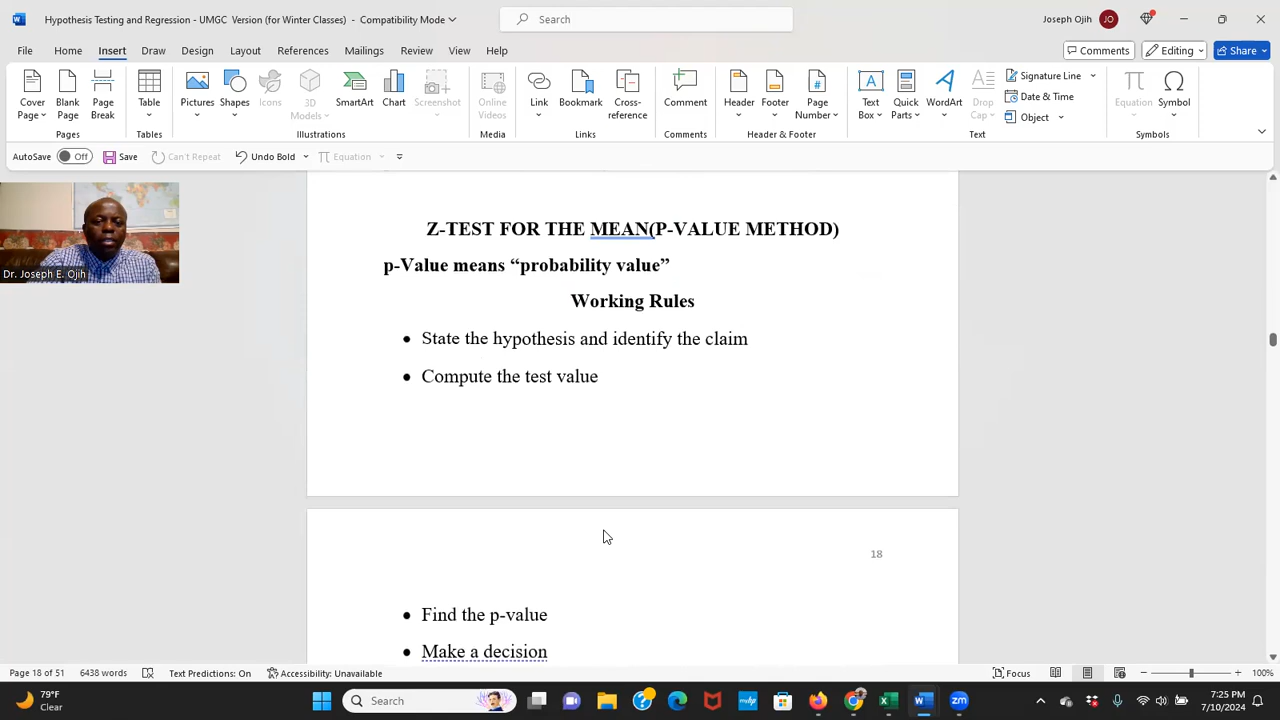 Hypothesis Testing and Regression - UMGC Version (for Winter Classes) - Compatibility Mode
Search
Joseph Ojih
JO
File Home Insert Draw Design Layout References Mailings Review View Help
Comments
Editing
Share
Cover Page
Blank Page
Page Break
Table
Pictures
Shapes
Icons
3D Models
SmartArt
Chart
Screenshot
Online Videos
Link
Bookmark
Cross-reference
Comment
Header
Footer
Page Number
Text Box
Quick Parts
WordArt
Drop Cap
Signature Line
Date & Time
Object
Equation
Symbol
Pages Tables Illustrations Media Links Comments Header & Footer Text Symbols
AutoSave Off Save Can't Repeat Undo Bold Equation
Dr. Joseph E. Ojih
Z-TEST FOR THE MEAN(P-VALUE METHOD)
p-Value means “probability value”
Working Rules
• State the hypothesis and identify the claim
• Compute the test value
18
• Find the p-value
• Make a decision
Page 18 of 51 6438 words Text Predictions: On Accessibility: Unavailable Focus 100%
79°F
Clear
Search
7:25 PM
7/10/2024